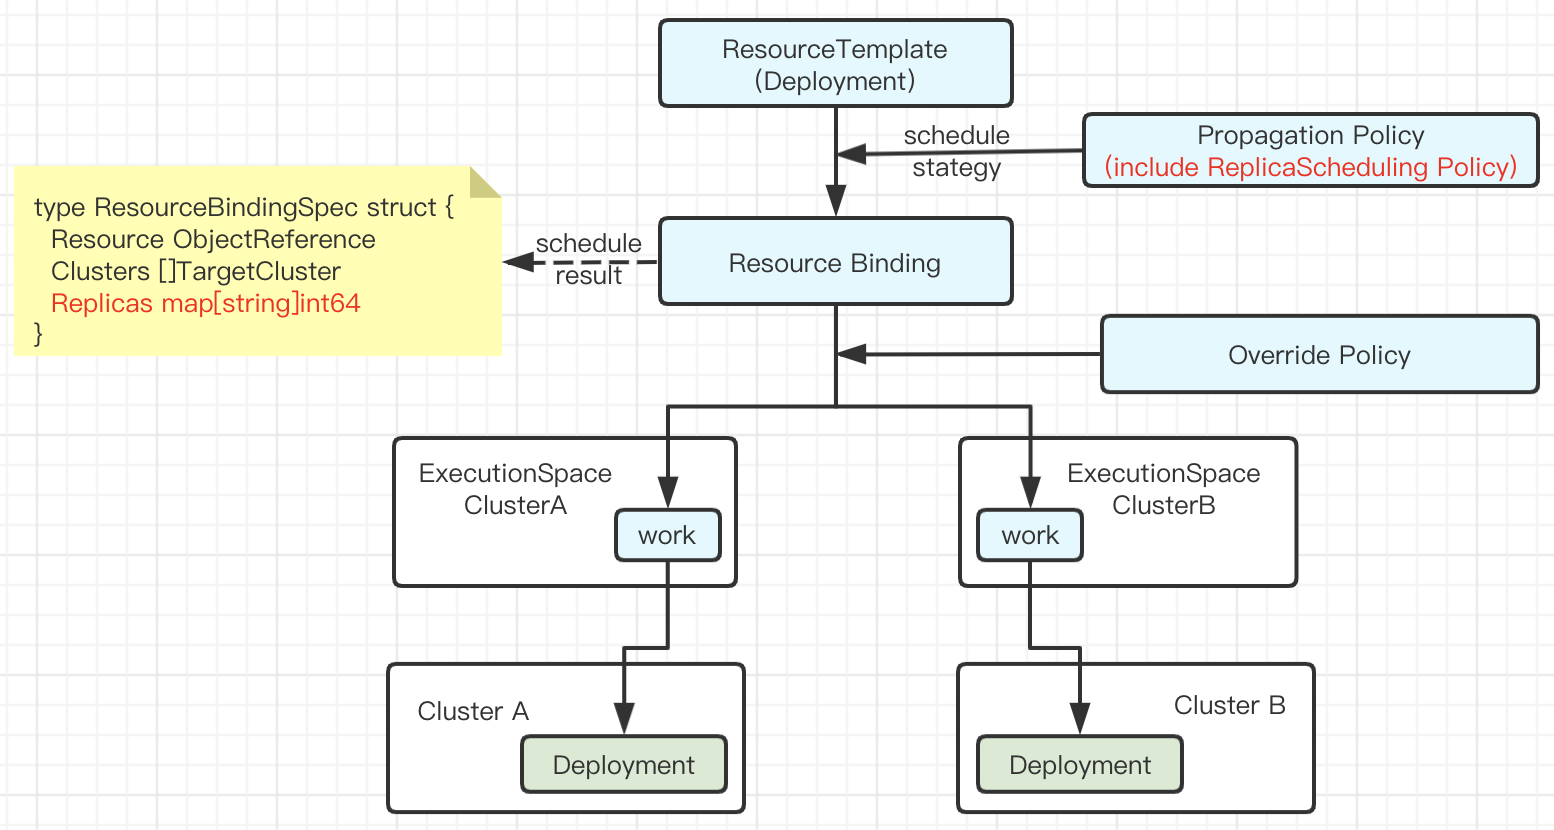 ResourceTemplate
(Deployment)
schedule
stategy
Propagation Policy
(include ReplicaScheduling Policy)
type ResourceBindingSpec struct {
Resource ObjectReference
Clusters []TargetCluster
Replicas map[string]int64
}
schedule
result
Resource Binding
Override Policy
ExecutionSpace
ClusterA
work
ExecutionSpace
ClusterB
work
Cluster A
Deployment
Cluster B
Deployment